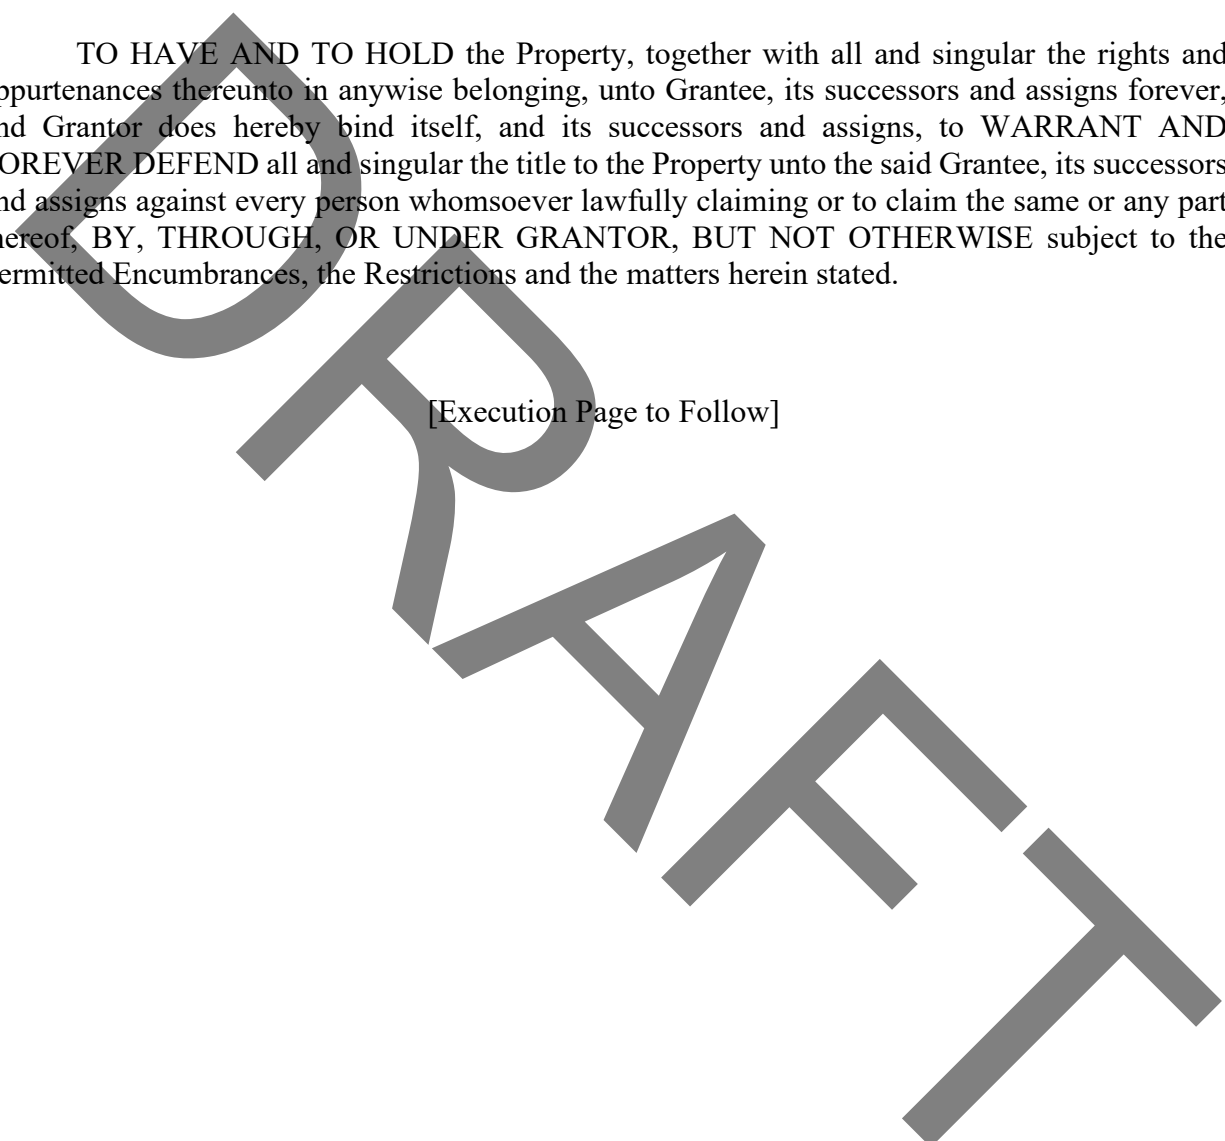 TO HAVE AND TO HOLD the Property, together with all and singular the rights and
ppurtenances thereunto in anywise belonging, unto Grantee, its successors and assigns forever,
nd Grantor does hereby bind itself, and its successors and assigns, to WARRANT AND
OREVER DEFEND all and singular the title to the Property unto the said Grantee, its successors
nd assigns against every person whomsoever lawfully claiming or to claim the same or any part
hereof, BY, THROUGH, OR UNDER GRANTOR, BUT NOT OTHERWISE subject to the
ermitted Encumbrances, the Restrictions and the matters herein stated.
[Execution Page to Follow]
DRAFT